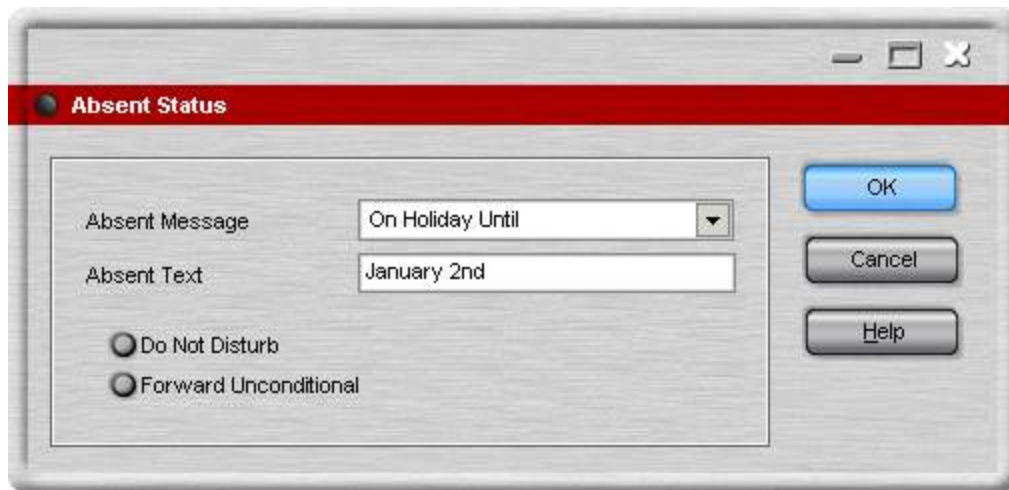 Absent Status
Absent Message On Holiday Until
OK
Absent Text January 2nd
Cancel
Do Not Disturb
Help
Forward Unconditional